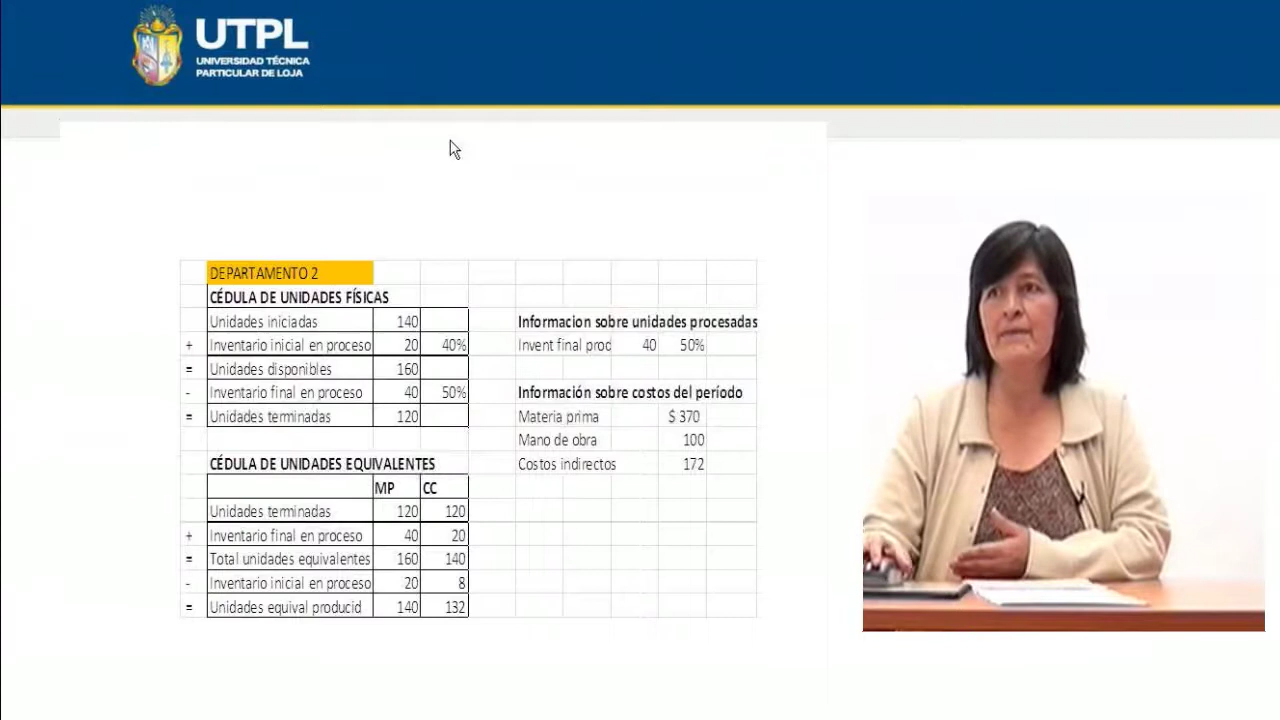 UTPL
UNIVERSIDAD TÉCNICA
PARTICULAR DE LOJA
DEPARTAMENTO 2
CÉDULA DE UNIDADES FÍSICAS
Unidades iniciadas 140
+ Inventario inicial en proceso 20 40%
= Unidades disponibles 160
- Inventario final en proceso 40 50%
= Unidades terminadas 120
CÉDULA DE UNIDADES EQUIVALENTES
MP CC
Unidades terminadas 120 120
+ Inventario final en proceso 40 20
= Total unidades equivalentes 160 140
- Inventario inicial en proceso 20 8
= Unidades equival producid 140 132
Informacion sobre unidades procesadas
Invent final prod 40 50%
Información sobre costos del período
Materia prima $ 370
Mano de obra 100
Costos indirectos 172